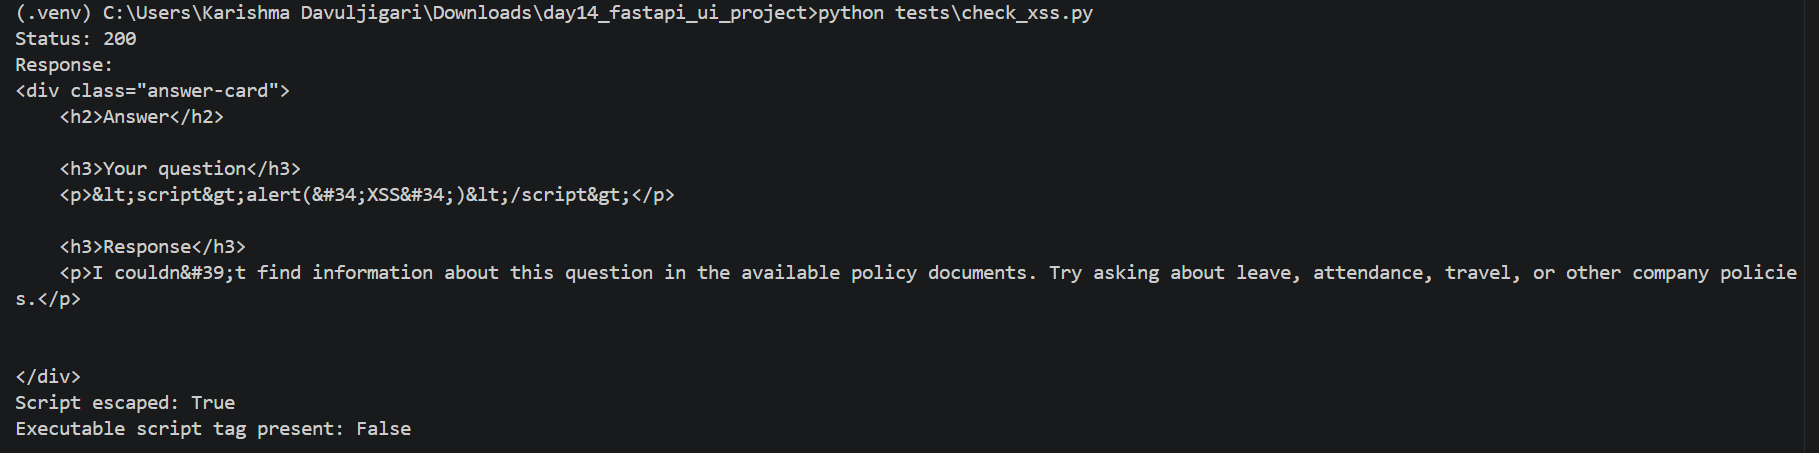 (.venv) C:\Users\Karishma Davuljigari\Downloads\day14_fastapi_ui_project>python tests\check_xss.py
Status: 200
Response:
<div class="answer-card">
    <h2>Answer</h2>

    <h3>Your question</h3>
    <p>&lt;script&gt;alert(&#34;XSS&#34;)&lt;/script&gt;</p>

    <h3>Response</h3>
    <p>I couldn&#39;t find information about this question in the available policy documents. Try asking about leave, attendance, travel, or other company policie
s.</p>


</div>
Script escaped: True
Executable script tag present: False